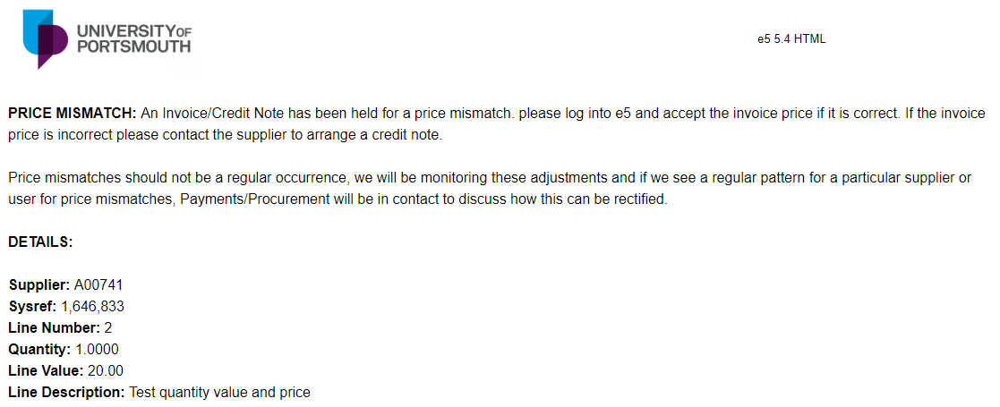 UNIVERSITY OF
PORTSMOUTH
e5 5.4 HTML
PRICE MISMATCH: An Invoice/Credit Note has been held for a price mismatch. please log into e5 and accept the invoice price if it is correct. If the invoice
price is incorrect please contact the supplier to arrange a credit note.
Price mismatches should not be a regular occurrence, we will be monitoring these adjustments and if we see a regular pattern for a particular supplier or
user for price mismatches, Payments/Procurement will be in contact to discuss how this can be rectified.
DETAILS:
Supplier: A00741
Sysref: 1,646,833
Line Number: 2
Quantity: 1.0000
Line Value: 20.00
Line Description: Test quantity value and price